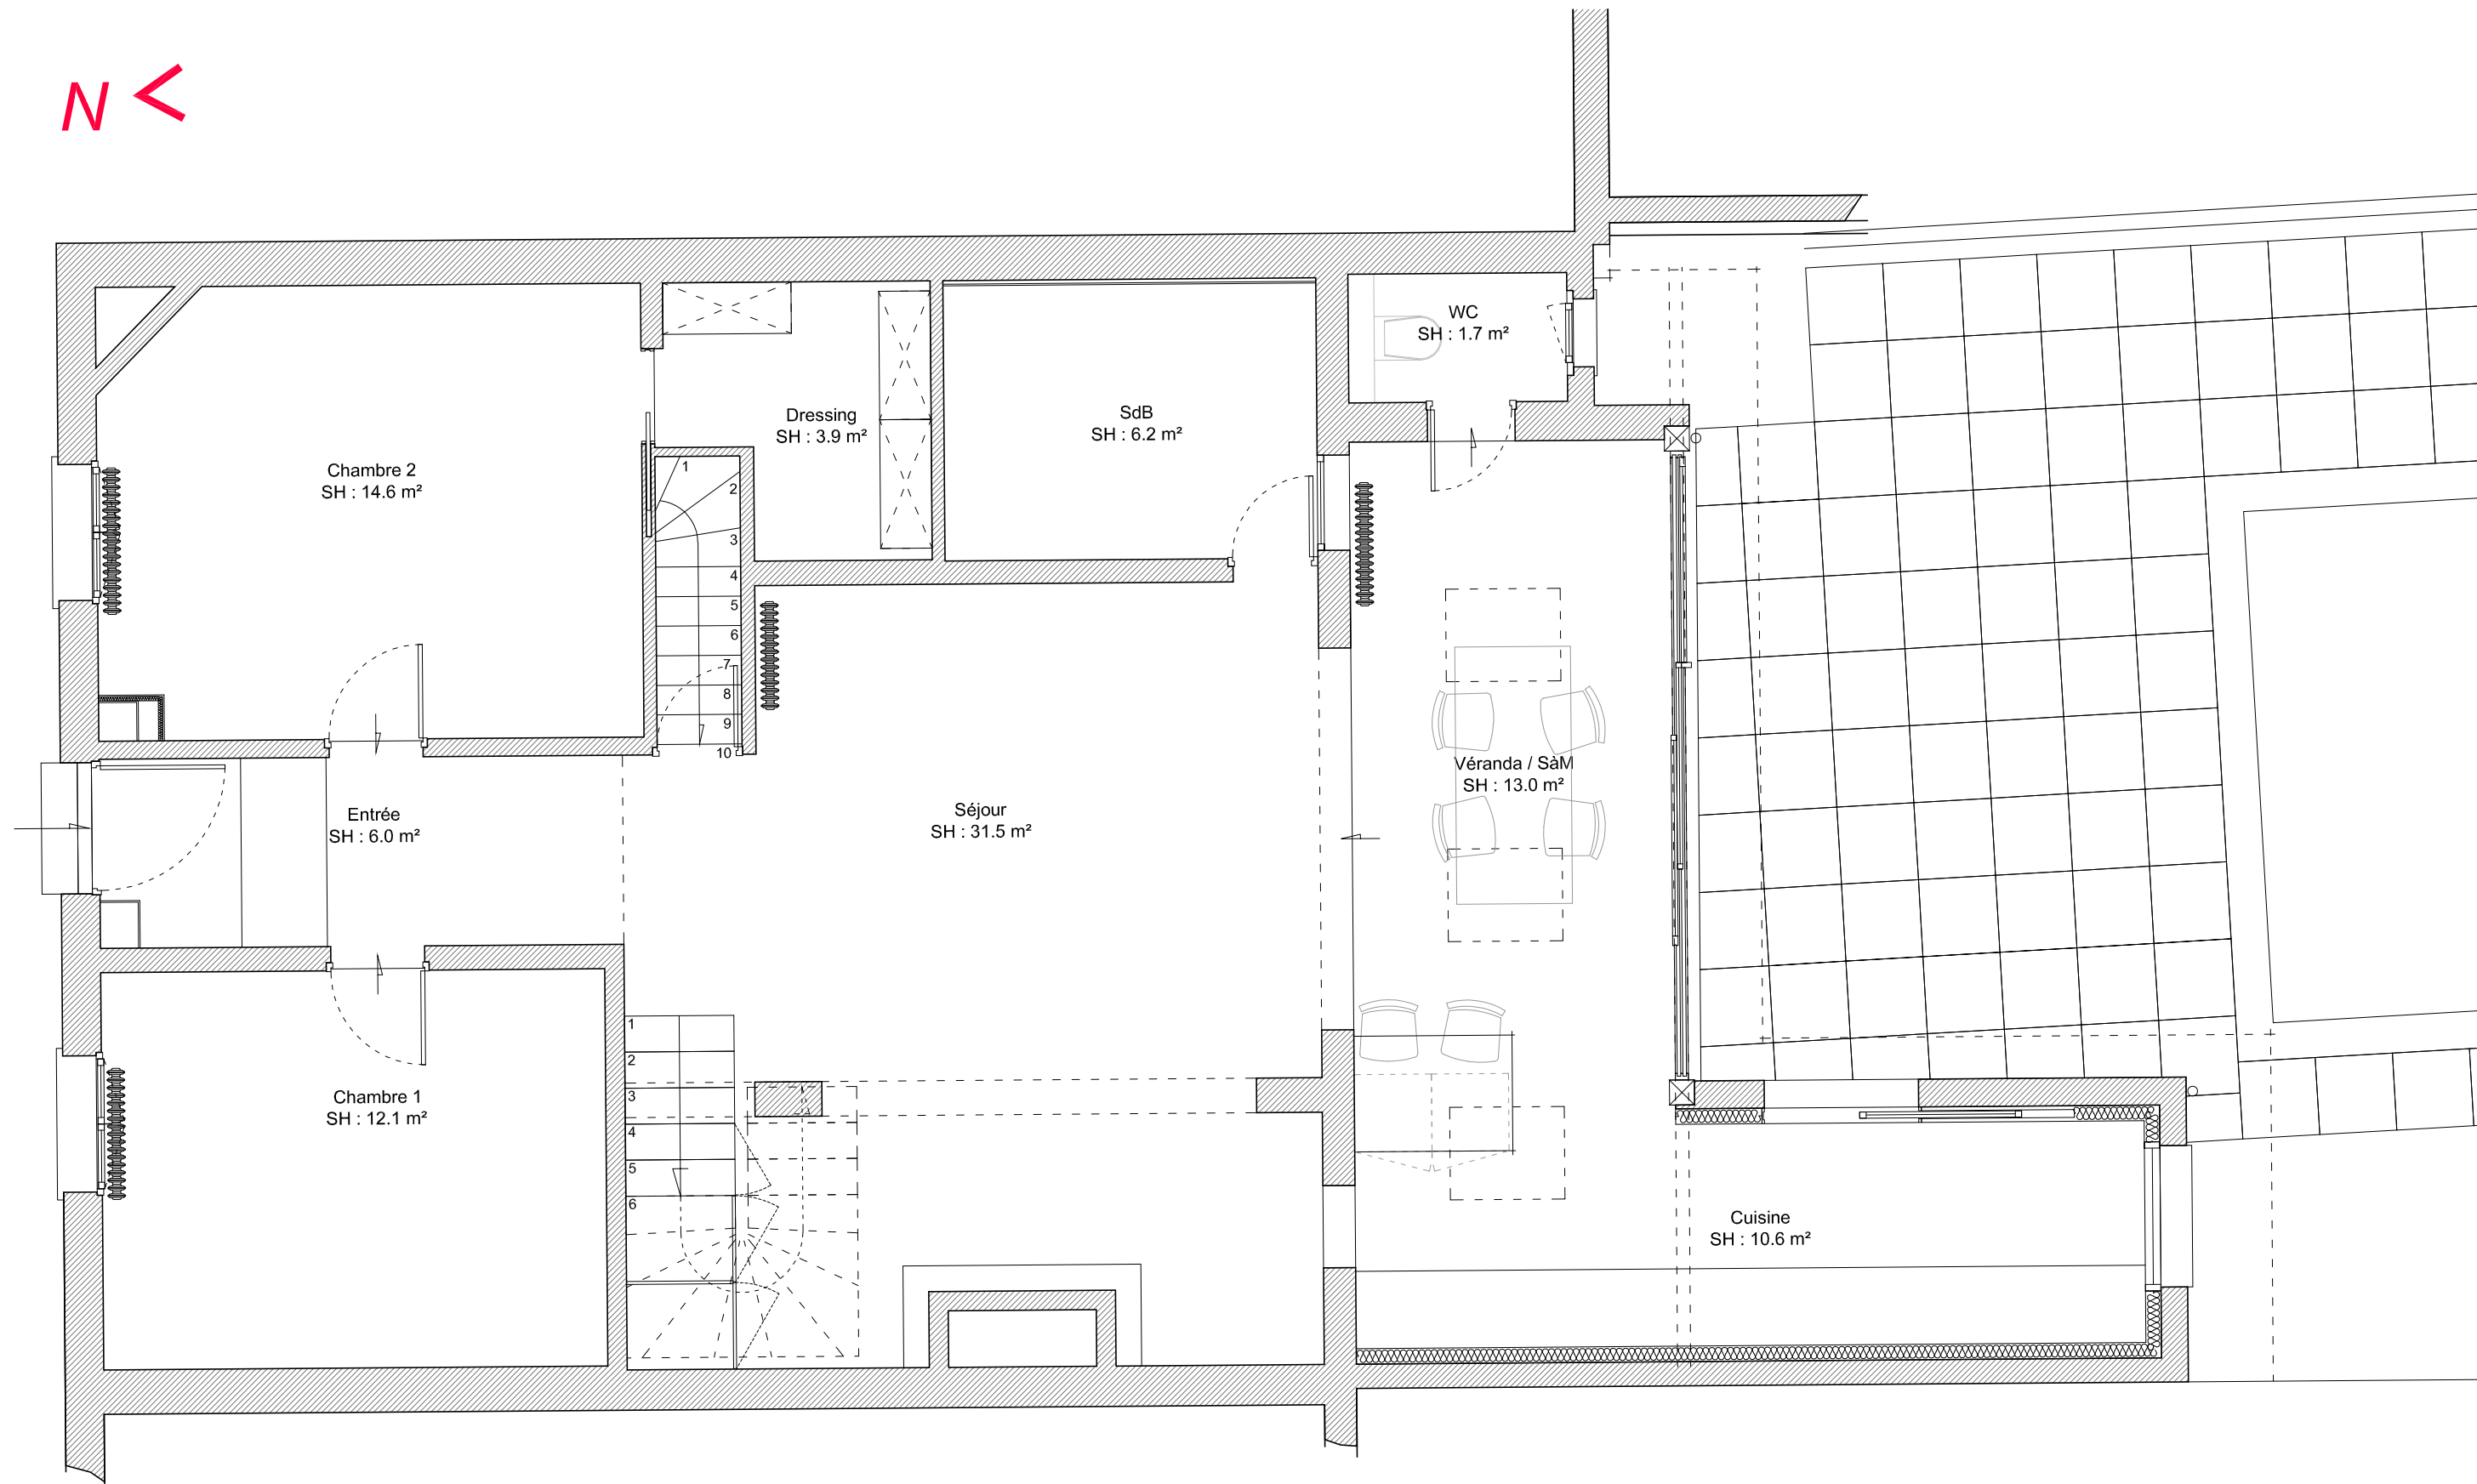 N
WC
SH : 1.7 m²
Dressing
SH : 3.9 m²
SdB
SH : 6.2 m²
Chambre 2
SH : 14.6 m²
1
2
3
4
5
6
7
8
9
10
Véranda / SàM
SH : 13.0 m²
Entrée
SH : 6.0 m²
Séjour
SH : 31.5 m²
1
2
3
4
5
6
Chambre 1
SH : 12.1 m²
Cuisine
SH : 10.6 m²